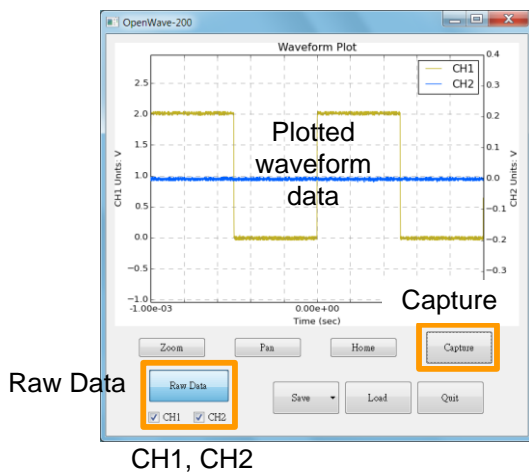 OpenWave-200
Waveform Plot
CH1
CH2
2.5
2.0
1.5
1.0
0.5
0.0
−0.5
−1.0
CH1 Units: V
0.4
0.3
0.2
0.1
0.0
−0.1
−0.2
−0.3
CH2 Units: V
Plotted
waveform
data
-1.00e-03
0.00e+00
Time (sec)
Capture
Zoom
Pan
Home
Capture
Raw Data
Raw Data
CH1
CH2
Save
Load
Quit
CH1, CH2